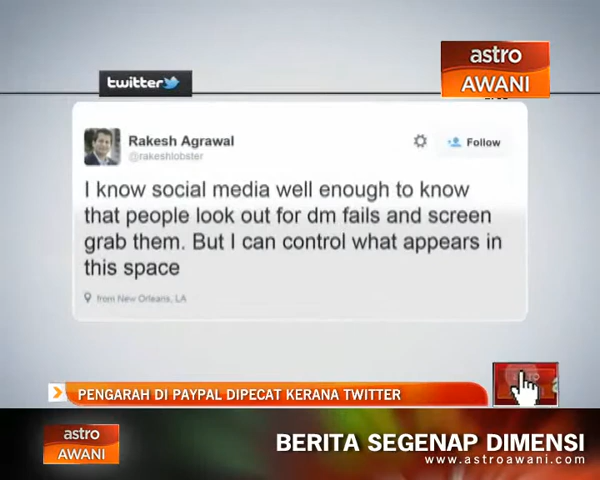 astro
AWANI
twitter
Rakesh Agrawal
@rakeshlobster
Follow
I know social media well enough to know
that people look out for dm fails and screen
grab them. But I can control what appears in
this space
from New Orleans, LA
PENGARAH DI PAYPAL DIPECAT KERANA TWITTER
astro
AWANI
BERITA SEGENAP DIMENSI
www.astroawani.com